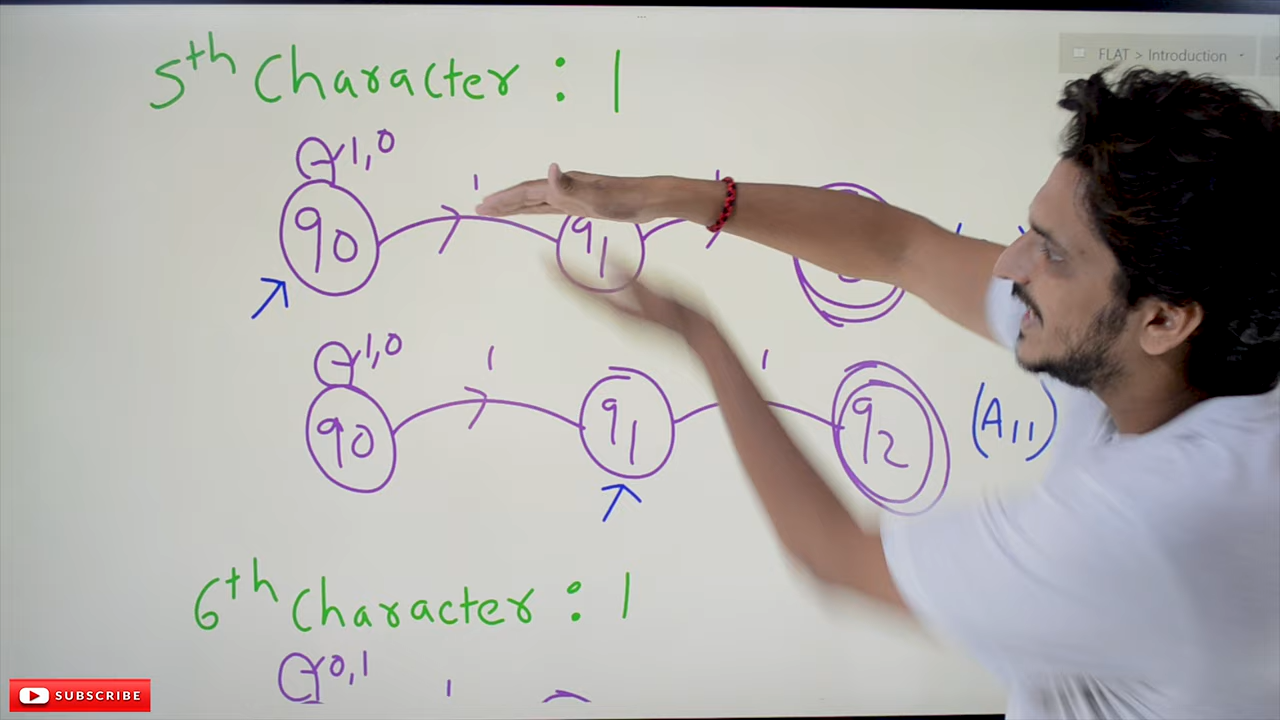 FLAT > Introduction
5th Character : 1
1,0
1 1
q0 q1
1,0
1 1
q0 q1 q2 (A11)
6th Character : 1
0,1
1
SUBSCRIBE